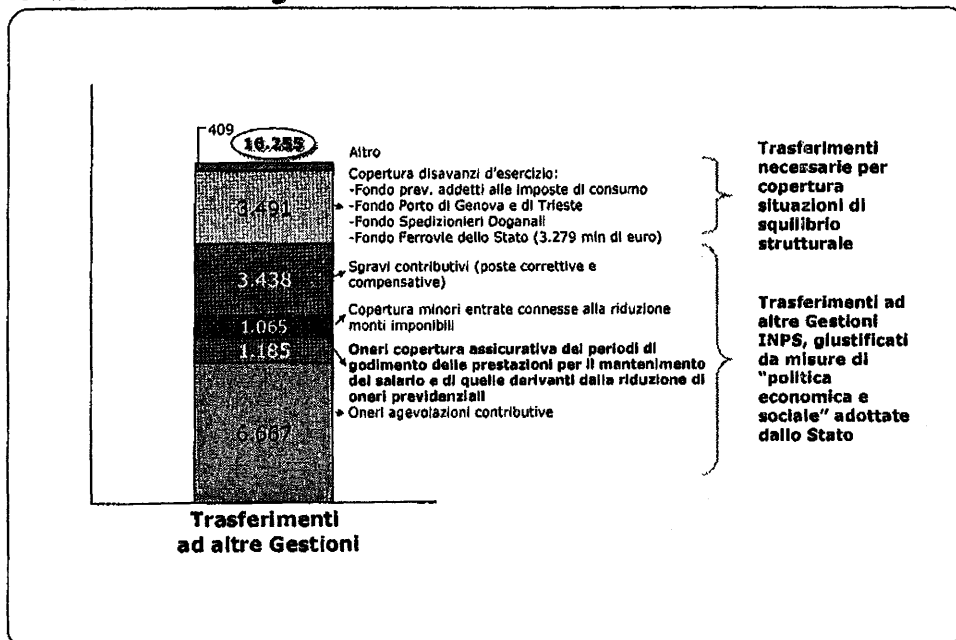 409
16.255
3.491
3.438
1.065
1.185
6.667
Altro
Copertura disavanzi d'esercizio:
-Fondo prev. addetti alle imposte di consumo
-Fondo Porto di Genova e di Trieste
-Fondo Spedizionieri Doganali
-Fondo Ferrovie dello Stato (3.279 mln di euro)
Sgravi contributivi (poste correttive e
compensative)
Copertura minori entrate connesse alla riduzione
monti imponibili
Oneri copertura assicurativa dei periodi di
godimento delle prestazioni per il mantenimento
del salario e di quelle derivanti dalla riduzione di
oneri previdenziali
Oneri agevolazioni contributive
Trasferimenti
necessarie per
copertura
situazioni di
squilibrio
strutturale
Trasferimenti ad
altre Gestioni
INPS, giustificati
da misure di
"politica
economica e
sociale" adottate
dallo Stato
Trasferimenti
ad altre Gestioni